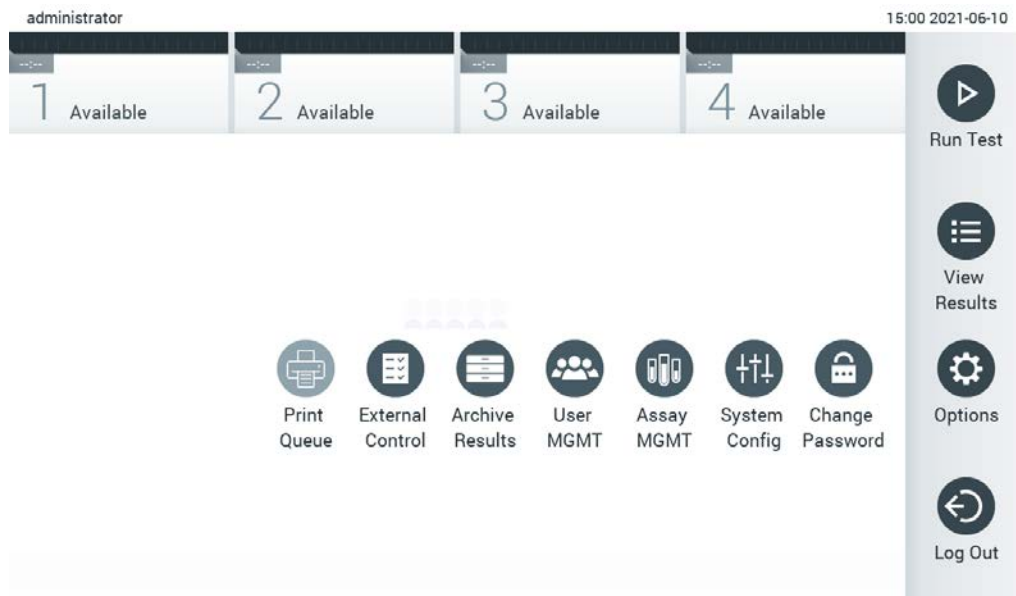 administrator 15:00 2021-06-10
--:-- --:-- --:-- --:--
1 Available 2 Available 3 Available 4 Available
Run Test
View
Results
Print External Archive User Assay System Change Options
Queue Control Results MGMT MGMT Config Password
Log Out